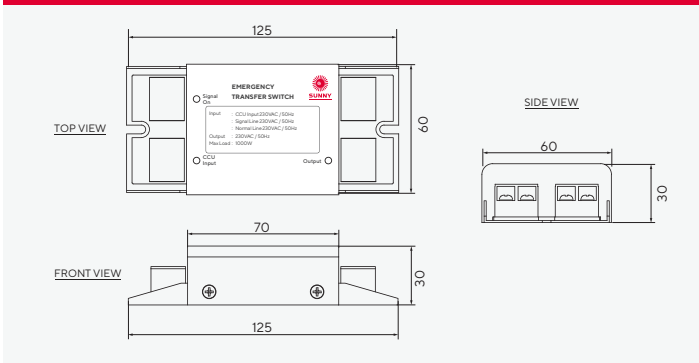 125
EMERGENCY
TRANSFER SWITCH
SUNNY
Signal
On
Input : CCU Input 230VAC / 50Hz
: Signal Line 230VAC / 50Hz
: Normal Line 230VAC / 50Hz
Output : 230VAC / 50Hz
Max Load : 1000W
CCU
Input
Output
TOP VIEW
60
SIDE VIEW
60
30
70
FRONT VIEW
30
125